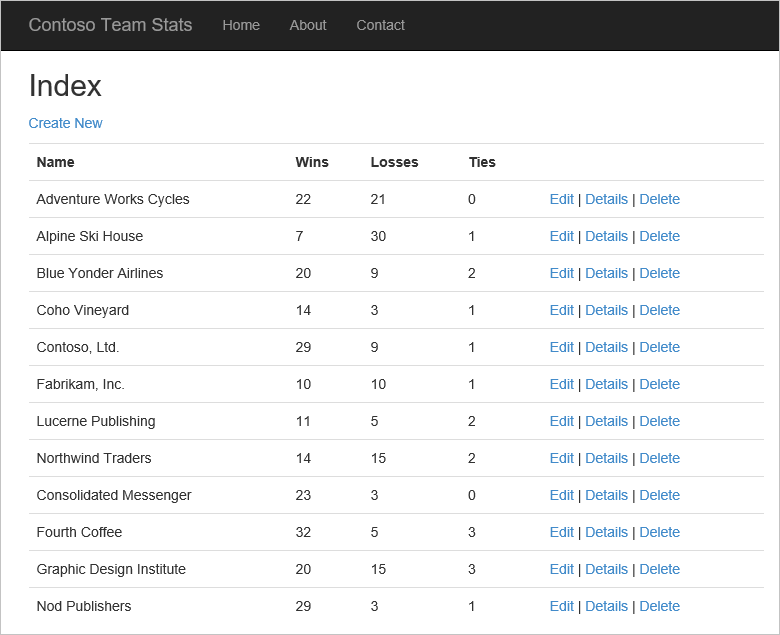 Contoso Team Stats Home About Contact
Index
Create New
Name Wins Losses Ties
Adventure Works Cycles 22 21 0 Edit | Details | Delete
Alpine Ski House 7 30 1 Edit | Details | Delete
Blue Yonder Airlines 20 9 2 Edit | Details | Delete
Coho Vineyard 14 3 1 Edit | Details | Delete
Contoso, Ltd. 29 9 1 Edit | Details | Delete
Fabrikam, Inc. 10 10 1 Edit | Details | Delete
Lucerne Publishing 11 5 2 Edit | Details | Delete
Northwind Traders 14 15 2 Edit | Details | Delete
Consolidated Messenger 23 3 0 Edit | Details | Delete
Fourth Coffee 32 5 3 Edit | Details | Delete
Graphic Design Institute 20 15 3 Edit | Details | Delete
Nod Publishers 29 3 1 Edit | Details | Delete